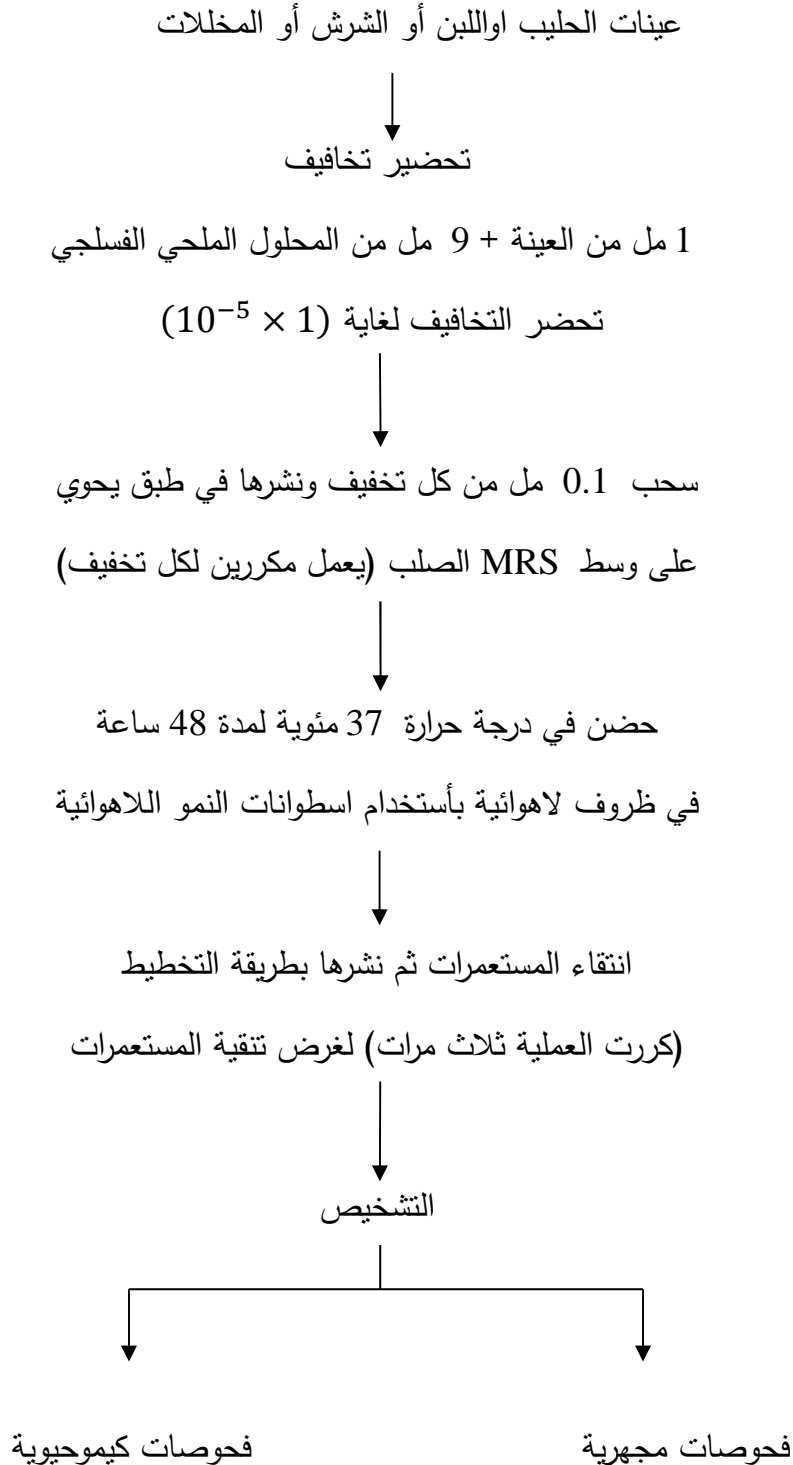 عينات الحليب اواللبن أو الشرش أو المخللات
تحضير تخافيف
1 مل من العينة + 9 مل من المحلول الملحي الفسلجي
تحضر التخافيف لغاية (10⁻⁵ × 1)
سحب 0.1 مل من كل تخفيف ونشرها في طبق يحوي
على وسط MRS الصلب (يعمل مكررين لكل تخفيف)
حضن في درجة حرارة 37 مئوية لمدة 48 ساعة
في ظروف لاهوائية بأستخدام اسطوانات النمو اللاهوائية
انتقاء المستعمرات ثم نشرها بطريقة التخطيط
(كررت العملية ثلاث مرات) لغرض تنقية المستعمرات
التشخيص
فحوصات مجهرية
فحوصات كيموحيوية